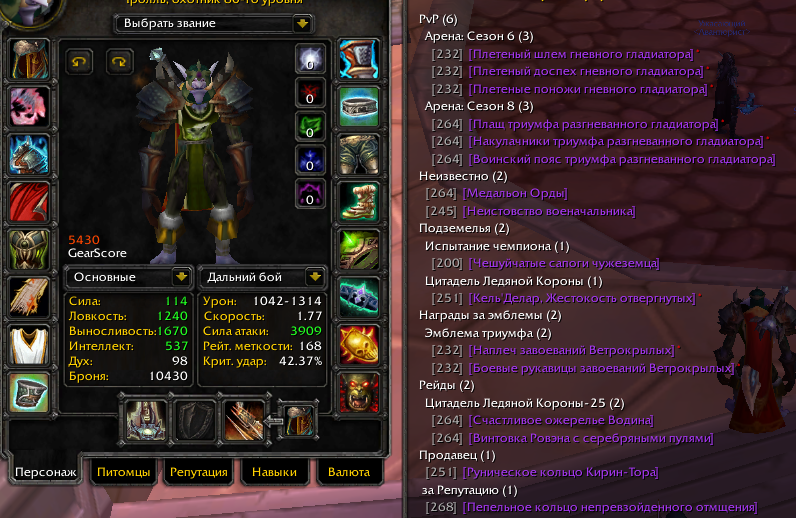 Тролль, охотник 80-го уровня
Выбрать звание
0
0
0
0
0
5430
GearScore
Основные
Дальний бой
Сила: 114
Ловкость: 1240
Выносливость: 1670
Интеллект: 537
Дух: 98
Броня: 10430
Урон: 1042-1314
Скорость: 1.77
Сила атаки: 3909
Рейт. меткости: 168
Крит. удар: 42.37%
Персонаж
Питомцы
Репутация
Навыки
Валюта
PvP (6)
Арена: Сезон 6 (3)
[232] [Плетеный шлем гневного гладиатора]
[232] [Плетеный доспех гневного гладиатора]
[232] [Плетеные поножи гневного гладиатора]
Арена: Сезон 8 (3)
[264] [Плащ триумфа разгневанного гладиатора]
[264] [Накулачники триумфа разгневанного гладиатора]
[264] [Воинский пояс триумфа разгневанного гладиатора]
Неизвестно (2)
[264] [Медальон Орды]
[245] [Неистовство военачальника]
Подземелья (2)
Испытание чемпиона (1)
[200] [Чешуйчатые сапоги чужеземца]
Цитадель Ледяной Короны (1)
[251] [Кель'Делар, Жестокость отвергнутых]
Награды за эмблемы (2)
Эмблема триумфа (2)
[232] [Наплеч завоеваний Ветрокрылых]
[232] [Боевые рукавицы завоеваний Ветрокрылых]
Рейды (2)
Цитадель Ледяной Короны-25 (2)
[264] [Счастливое ожерелье Водина]
[264] [Винтовка Ровэна с серебряными пулями]
Продавец (1)
[251] [Руническое кольцо Кирин-Тора]
за Репутацию (1)
[268] [Пепельное кольцо непревзойденного отмщения]